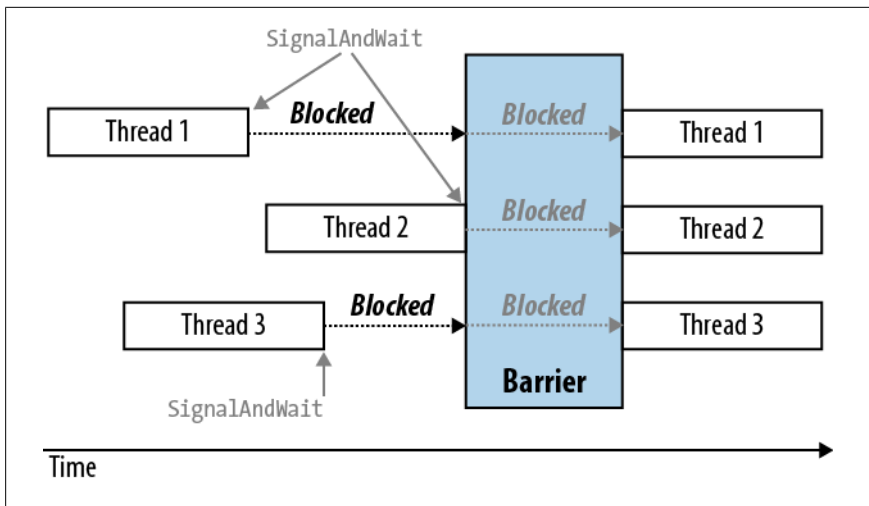 SignalAndWait
Thread 1
Blocked
Blocked
Thread 1
Thread 2
Blocked
Thread 2
Thread 3
Blocked
Blocked
Thread 3
Barrier
SignalAndWait
Time